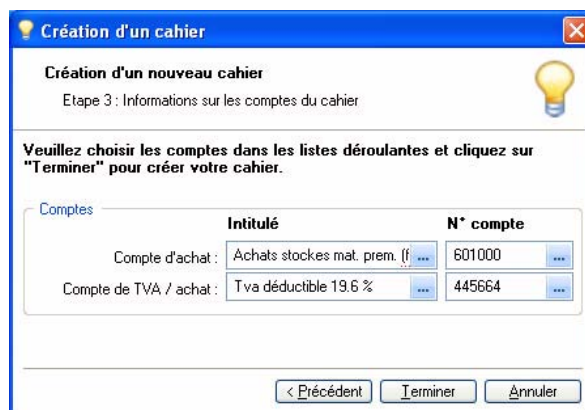 Création d'un cahier
Création d'un nouveau cahier
Etape 3 : Informations sur les comptes du cahier
Veuillez choisir les comptes dans les listes déroulantes et cliquez sur
"Terminer" pour créer votre cahier.
Comptes
Intitulé N° compte
Compte d'achat : Achats stockes mat. prem. (f ... 601000 ...
Compte de TVA / achat : Tva déductible 19.6 % ... 445664 ...
< Précédent Terminer Annuler